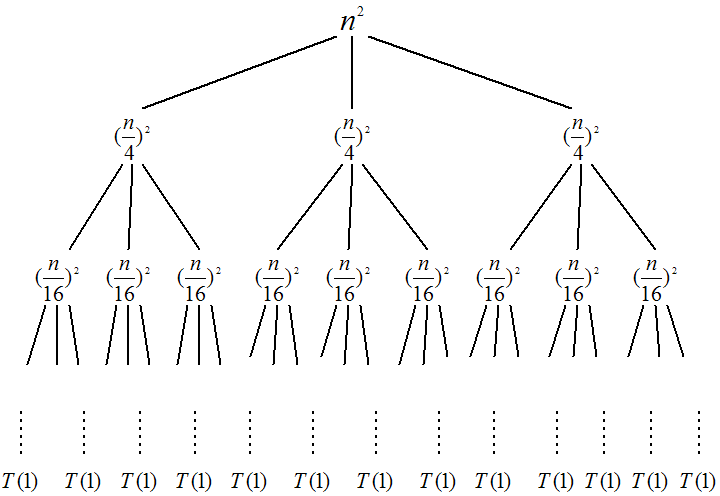 n²
(n/4)² (n/4)² (n/4)²
(n/16)² (n/16)² (n/16)² (n/16)² (n/16)² (n/16)² (n/16)² (n/16)² (n/16)²
T(1) T(1) T(1) T(1) T(1) T(1) T(1) T(1) T(1) T(1) T(1) T(1) T(1)